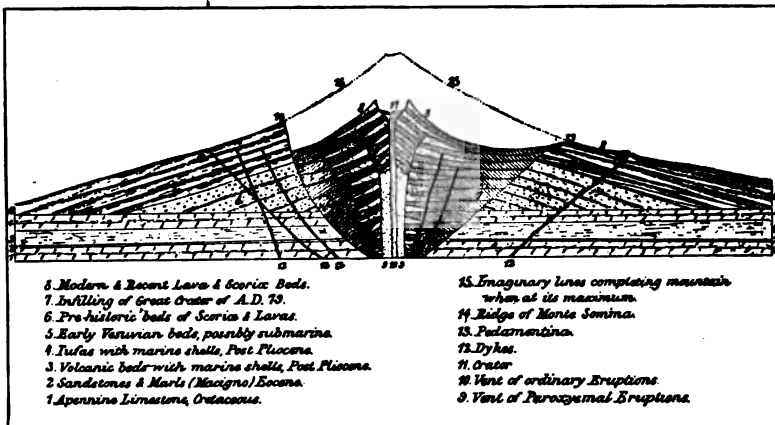 8. Modern & Recent Lava & Scoriæ Beds.
7. Infilling of Great Crater of A.D. 79.
6. Pre-historic beds of Scoriæ & Lavas.
5. Early Vesuvian beds, possibly submarine.
4. Tufas with marine shells, Post Pliocene.
3. Volcanic beds with marine shells, Post Pliocene.
2 Sandstones & Marls (Macigno) Eocene.
1. Apennine Limestone, Cretaceous.
15. Imaginary lines completing mountain
when at its maximum.
14. Ridge of Monte Somma.
13. Pedamentina.
12. Dykes.
11. Crater
10. Vent of ordinary Eruptions.
9. Vent of Paroxysmal Eruptions.